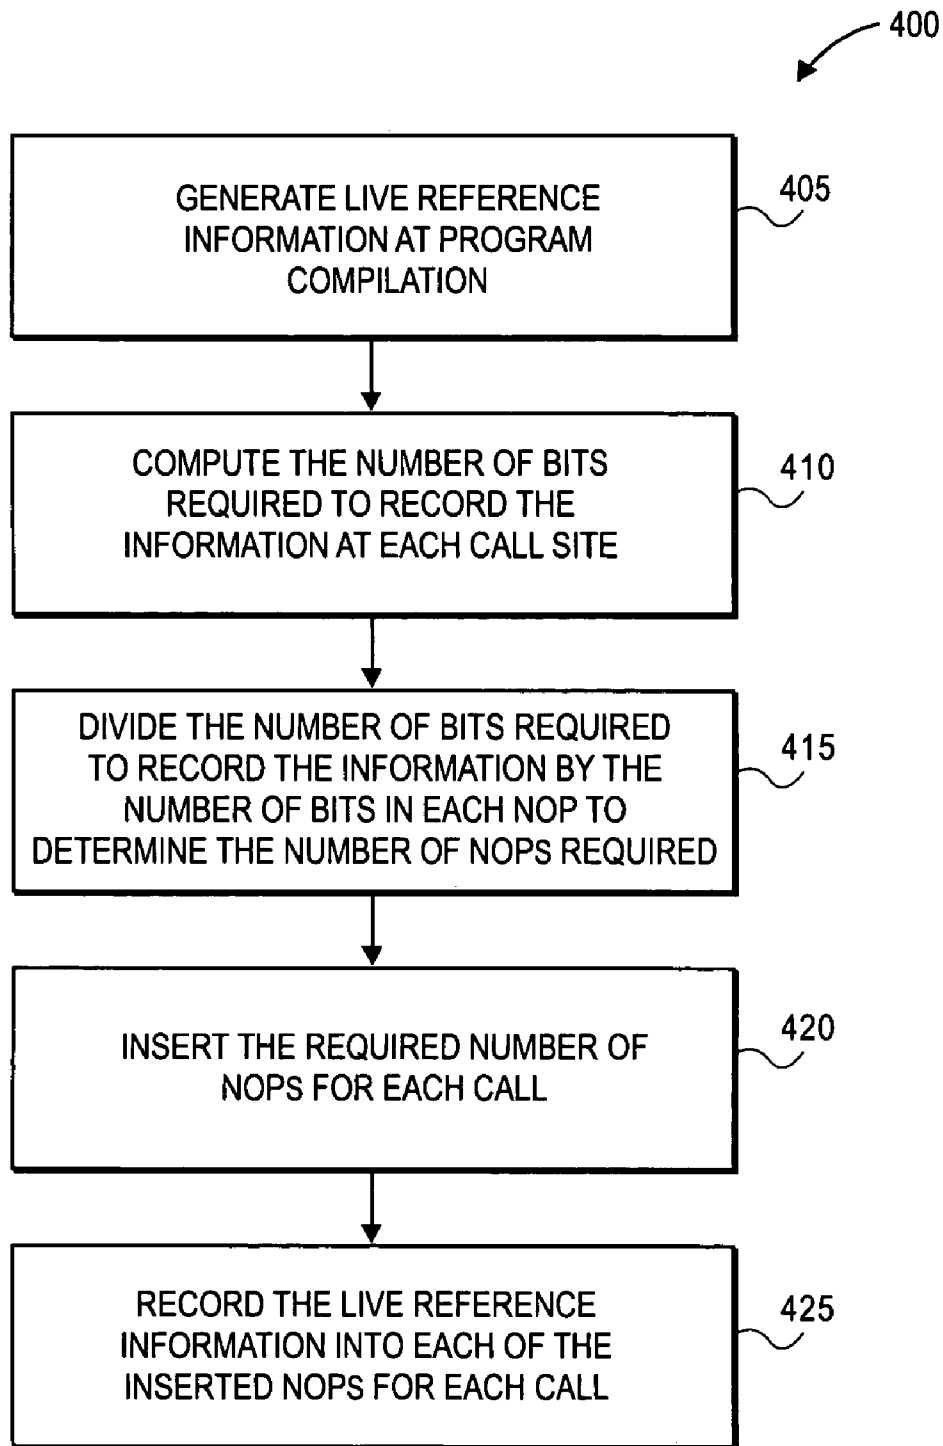 400
GENERATE LIVE REFERENCE
INFORMATION AT PROGRAM
COMPILATION
405
COMPUTE THE NUMBER OF BITS
REQUIRED TO RECORD THE
INFORMATION AT EACH CALL SITE
410
DIVIDE THE NUMBER OF BITS REQUIRED
TO RECORD THE INFORMATION BY THE
NUMBER OF BITS IN EACH NOP TO
DETERMINE THE NUMBER OF NOPS REQUIRED
415
INSERT THE REQUIRED NUMBER OF
NOPS FOR EACH CALL
420
RECORD THE LIVE REFERENCE
INFORMATION INTO EACH OF THE
INSERTED NOPS FOR EACH CALL
425